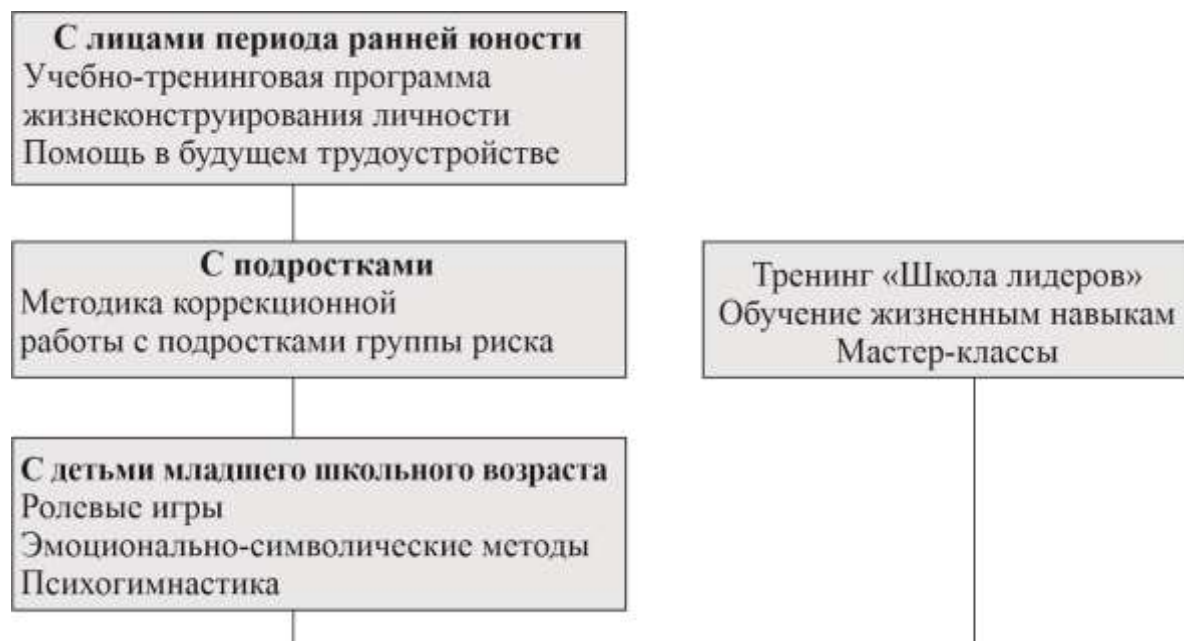 С лицами периода ранней юности
Учебно-тренинговая программа
жизнеконструирования личности
Помощь в будущем трудоустройстве
С подростками
Методика коррекционной
работы с подростками группы риска
Тренинг «Школа лидеров»
Обучение жизненным навыкам
Мастер-классы
С детьми младшего школьного возраста
Ролевые игры
Эмоционально-символические методы
Психогимнастика